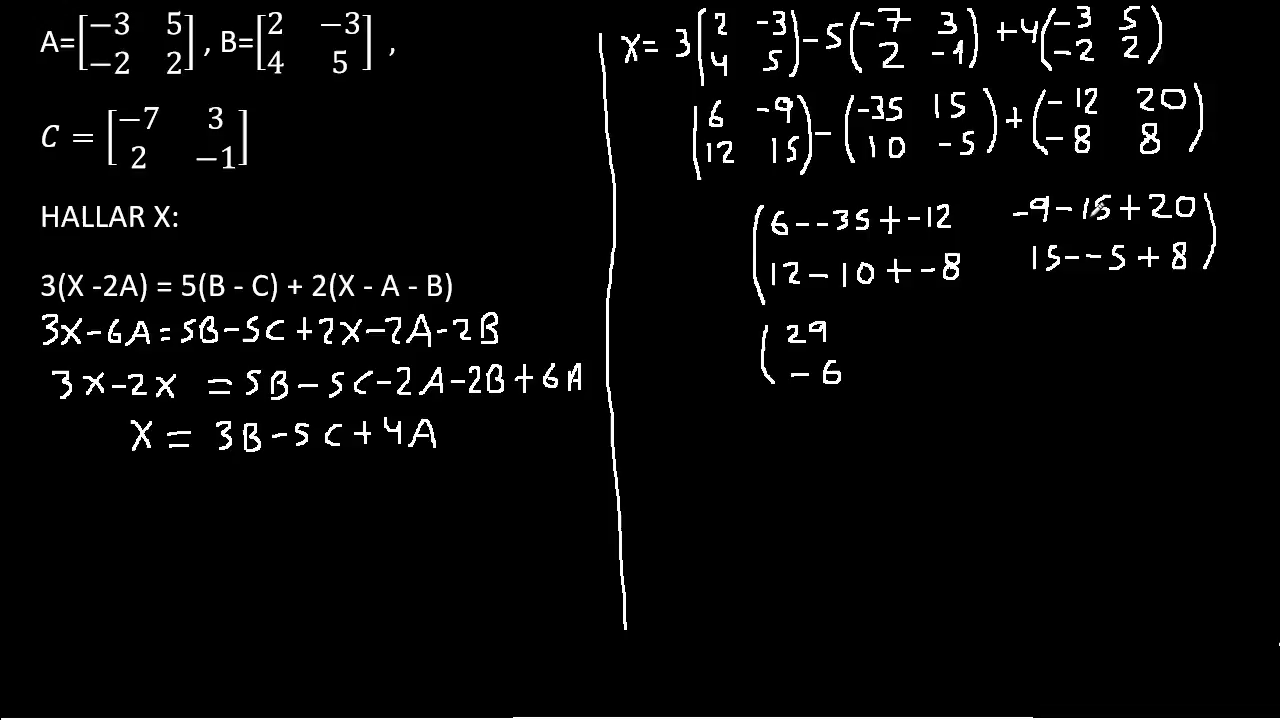 A=[−3 5
−2 2] , B=[2 −3
4 5] ,
C = [−7 3
2 −1]
HALLAR X:
3(X -2A) = 5(B - C) + 2(X - A - B)
3X-6A=5B-5C+2X-2A-2B
3X-2X = 5B-5C-2A-2B+6A
X = 3B-5C+4A
X= 3(2 -3
4 5)-5(-7 3
2 -1)+4(-3 5
-2 2)
(6 -9
12 15)-(-35 15
10 -5)+(-12 20
-8 8)
(6--35+-12 -9-15+20
12-10+-8 15--5+8)
(29
-6